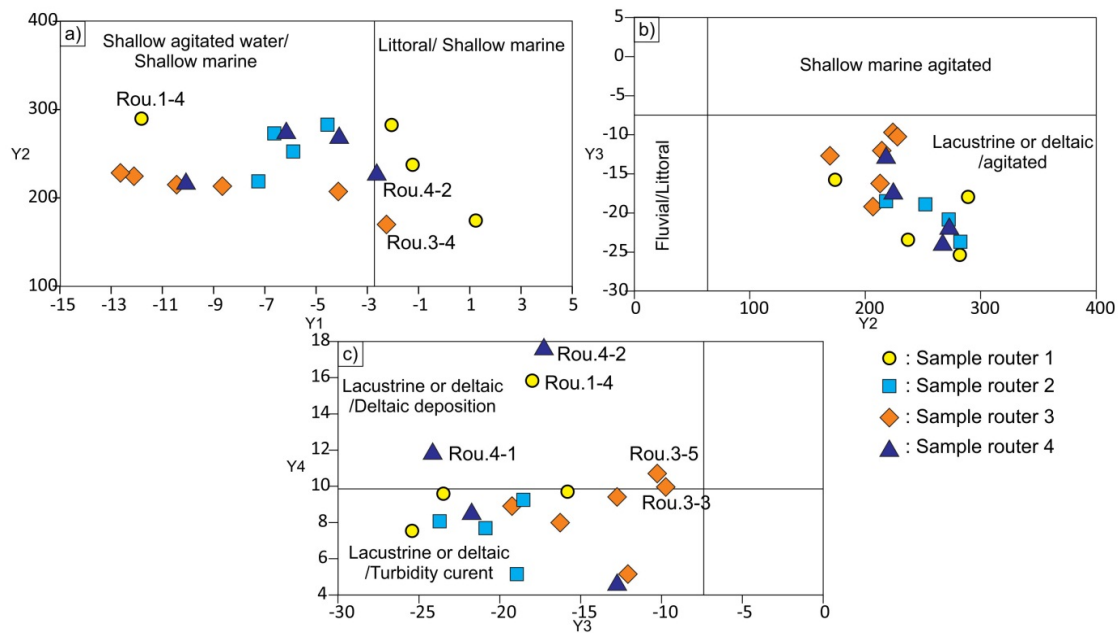 a)
Shallow agitated water/
Shallow marine
Littoral/ Shallow marine
Rou.1-4
Rou.4-2
Rou.3-4
400
300
200
100
Y2
-15
-13
-11
-9
-7
-5
-3
-1
1
3
5
Y1
b)
Shallow marine agitated
Lacustrine or deltaic
/agitated
Fluvial/Littoral
5
0
-5
-10
-15
-20
-25
-30
Y3
0
100
200
300
400
Y2
c)
Rou.4-2
Rou.1-4
Lacustrine or deltaic
/Deltaic deposition
Rou.4-1
Rou.3-5
Rou.3-3
Lacustrine or deltaic
/Turbidity curent
18
16
14
12
10
8
6
4
Y4
-30
-25
-20
-15
-10
-5
0
Y3
: Sample router 1
: Sample router 2
: Sample router 3
: Sample router 4